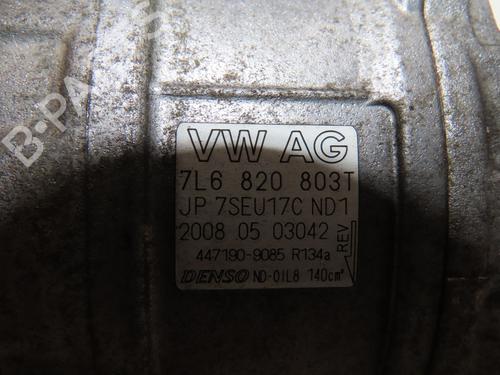 B-PA
VW AG
7L6 820 803T
JP 7SEU17C ND1
2008 05 03042
REV
447190-9085 R134a
DENSO ND-OIL8 140cm³